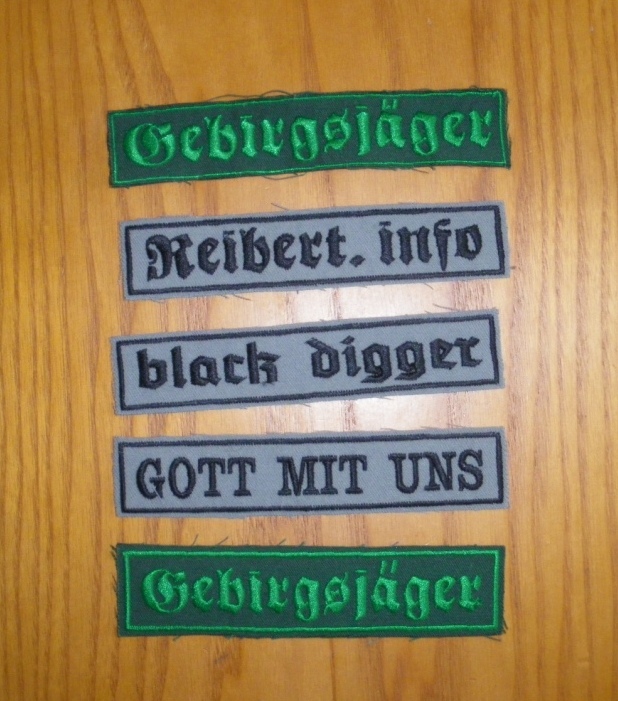 Gebirgsjäger
Reibert. info
black digger
GOTT MIT UNS
Gebirgsjäger